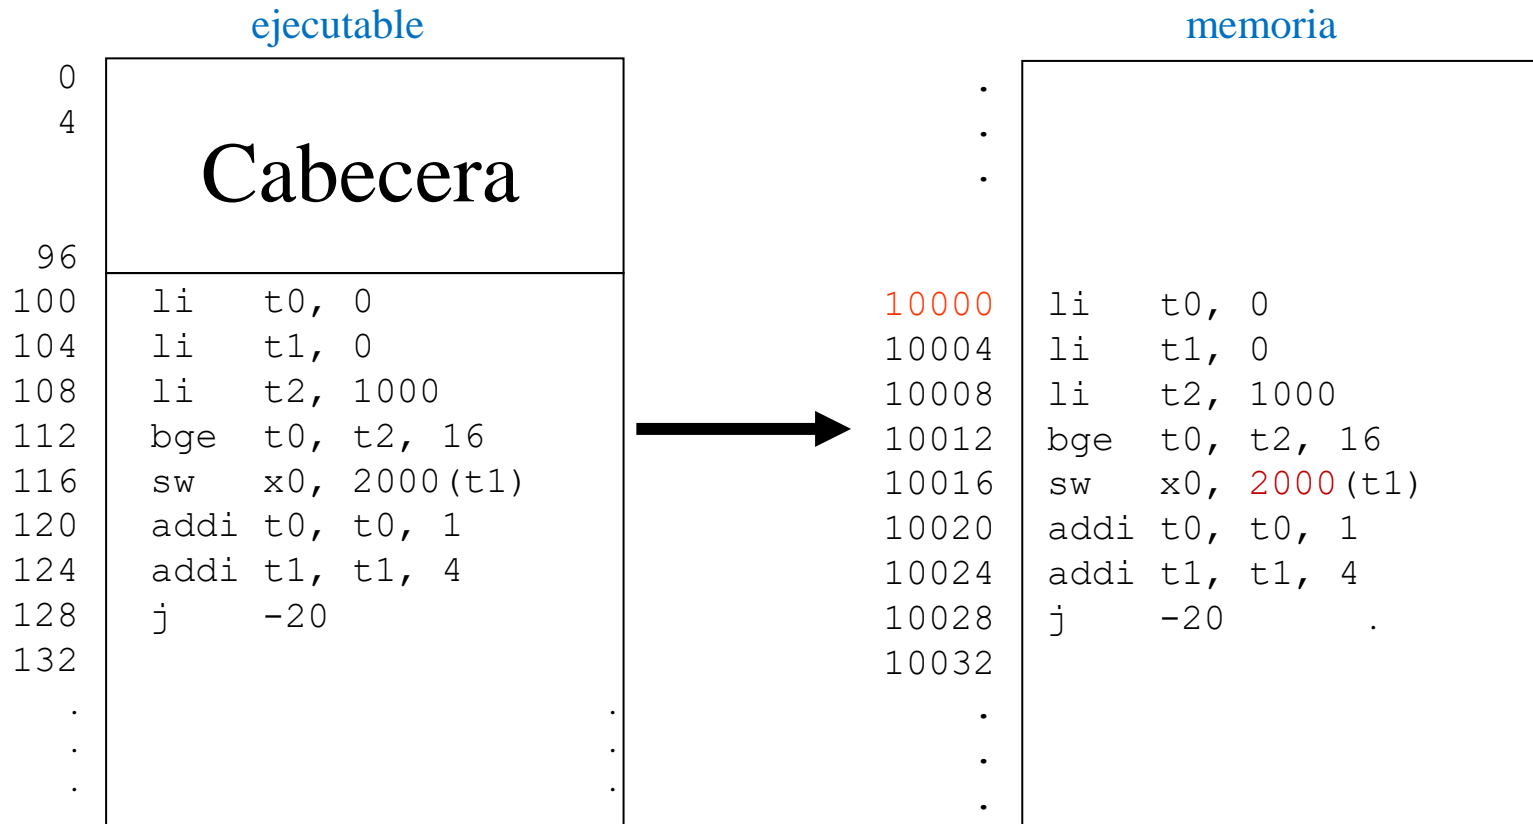 ejecutable
0
4
Cabecera
96
100 li t0, 0
104 li t1, 0
108 li t2, 1000
112 bge t0, t2, 16
116 sw x0, 2000(t1)
120 addi t0, t0, 1
124 addi t1, t1, 4
128 j -20
132
. .
. .
. .
memoria
.
.
.
10000 li t0, 0
10004 li t1, 0
10008 li t2, 1000
10012 bge t0, t2, 16
10016 sw x0, 2000(t1)
10020 addi t0, t0, 1
10024 addi t1, t1, 4
10028 j -20 .
10032
.
.
.